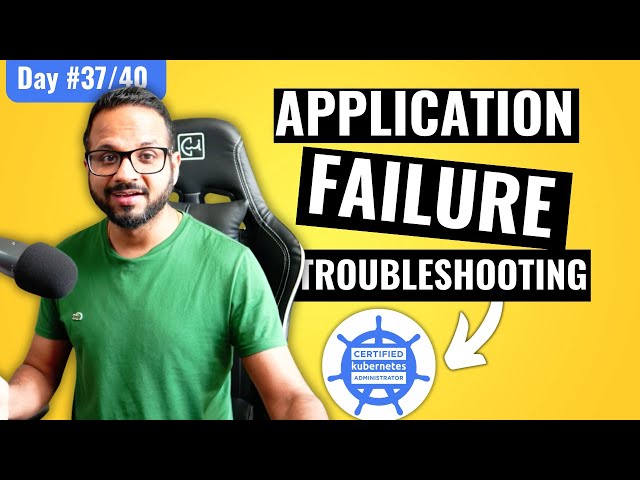 Day #37/40
APPLICATION
FAILURE
TROUBLESHOOTING
CERTIFIED
kubernetes
ADMINISTRATOR